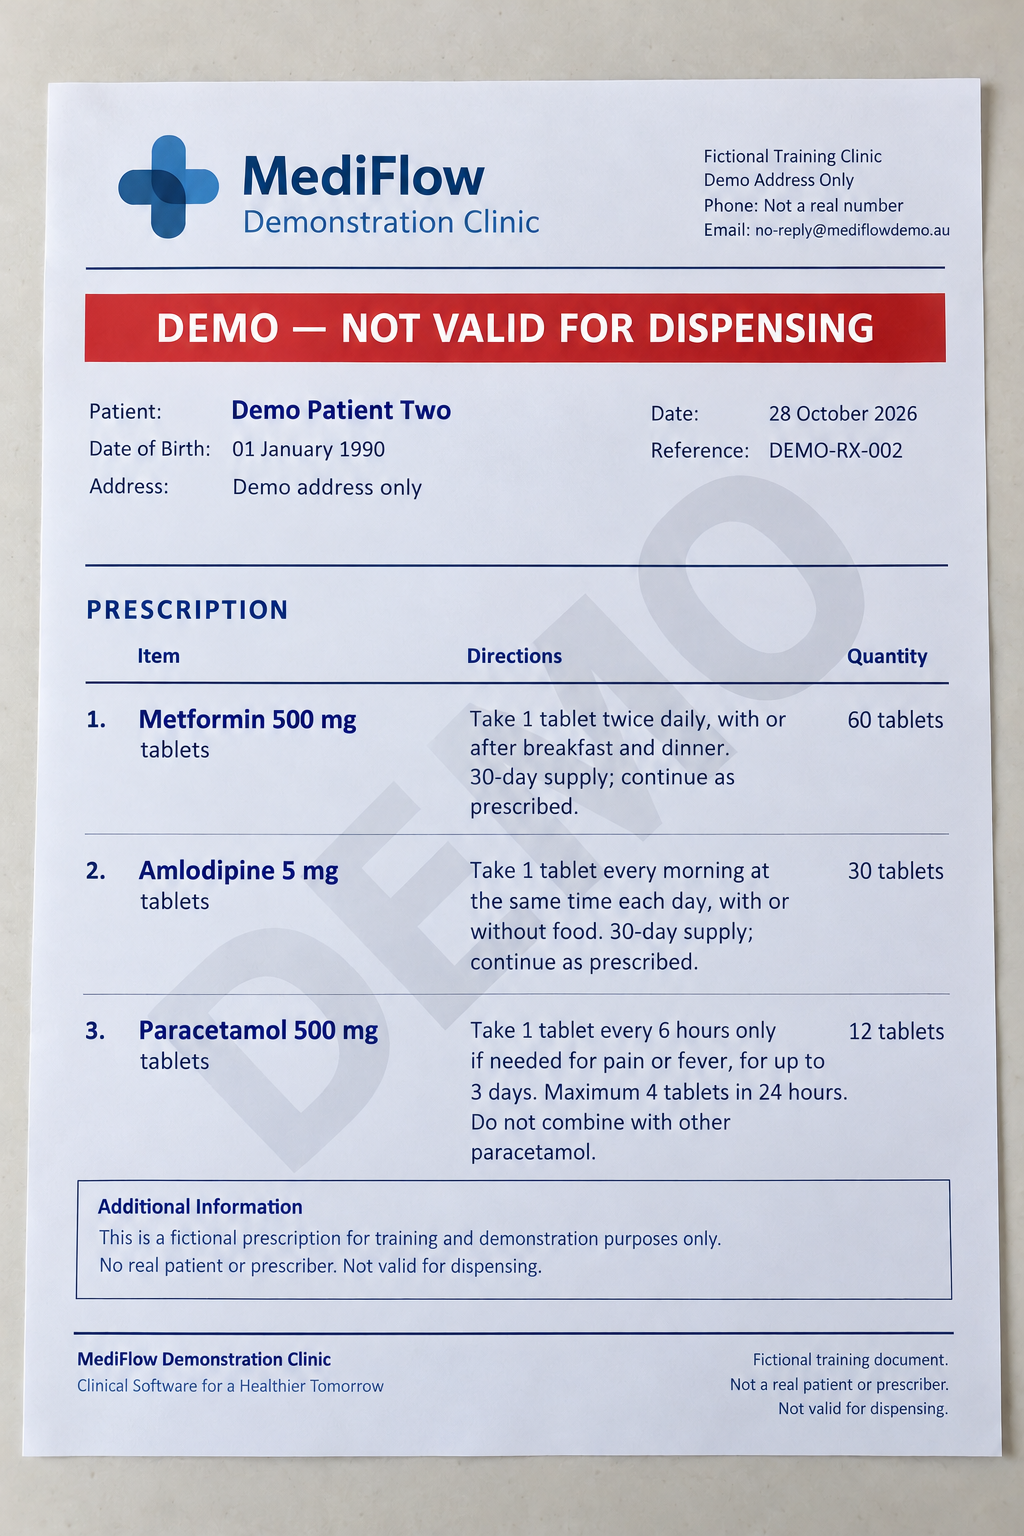 MediFlow
Demonstration Clinic
Fictional Training Clinic
Demo Address Only
Phone: Not a real number
Email: no-reply@mediflowdemo.au
DEMO — NOT VALID FOR DISPENSING
Patient: Demo Patient Two
Date of Birth: 01 January 1990
Address: Demo address only
Date: 28 October 2026
Reference: DEMO-RX-002
PRESCRIPTION
Item Directions Quantity
1. Metformin 500 mg
tablets
Take 1 tablet twice daily, with or
after breakfast and dinner.
30-day supply; continue as
prescribed.
60 tablets
2. Amlodipine 5 mg
tablets
Take 1 tablet every morning at
the same time each day, with or
without food. 30-day supply;
continue as prescribed.
30 tablets
3. Paracetamol 500 mg
tablets
Take 1 tablet every 6 hours only
if needed for pain or fever, for up to
3 days. Maximum 4 tablets in 24 hours.
Do not combine with other
paracetamol.
12 tablets
DEMO
Additional Information
This is a fictional prescription for training and demonstration purposes only.
No real patient or prescriber. Not valid for dispensing.
MediFlow Demonstration Clinic
Clinical Software for a Healthier Tomorrow
Fictional training document.
Not a real patient or prescriber.
Not valid for dispensing.